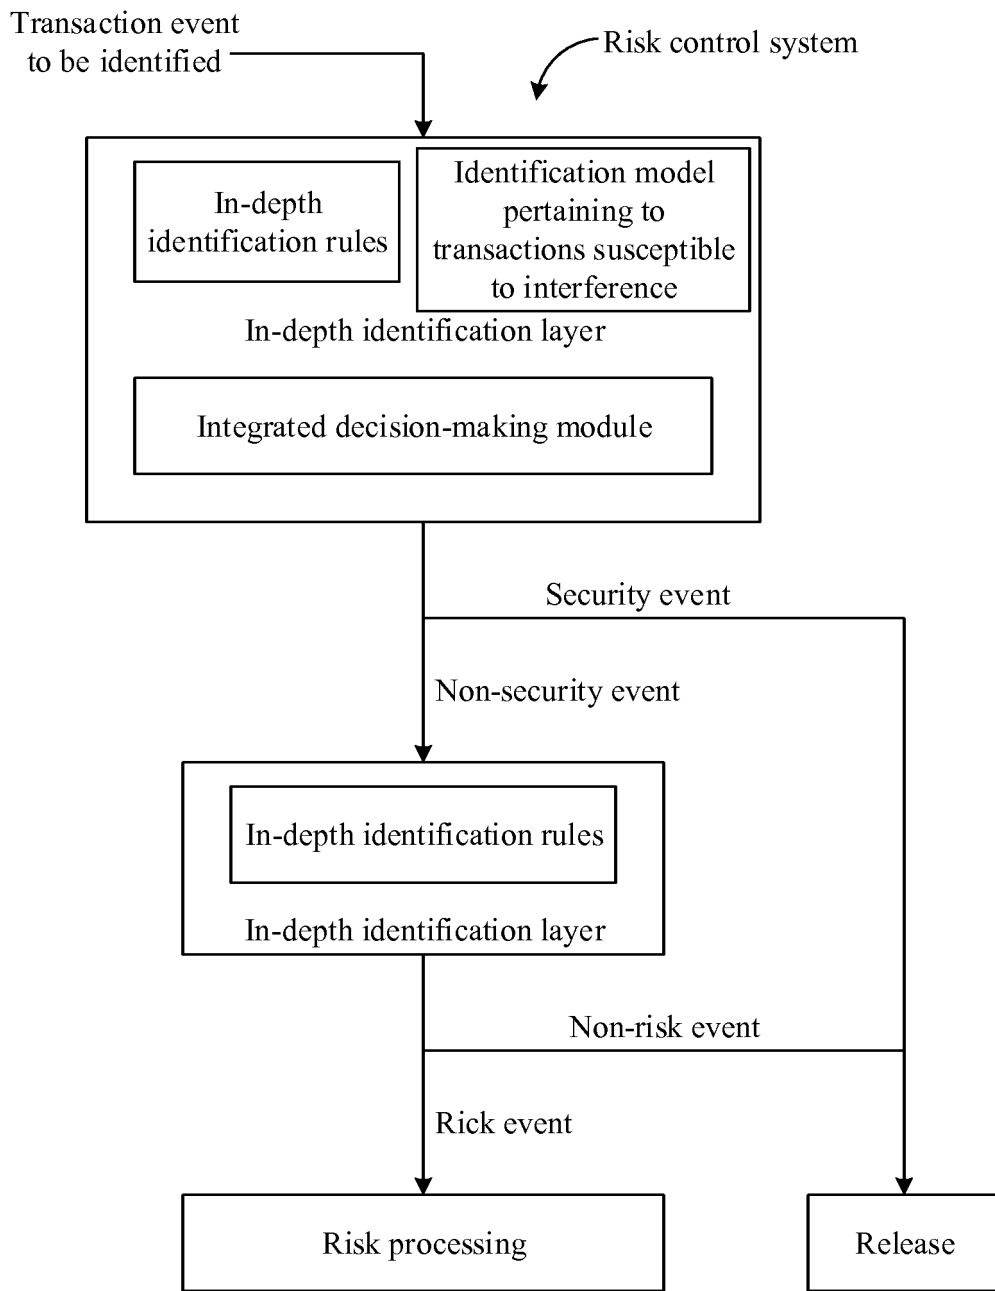 Transaction event
to be identified
Risk control system
In-depth
identification rules
Identification model
pertaining to
transactions susceptible
to interference
In-depth identification layer
Integrated decision-making module
Security event
Non-security event
In-depth identification rules
In-depth identification layer
Non-risk event
Rick event
Risk processing
Release